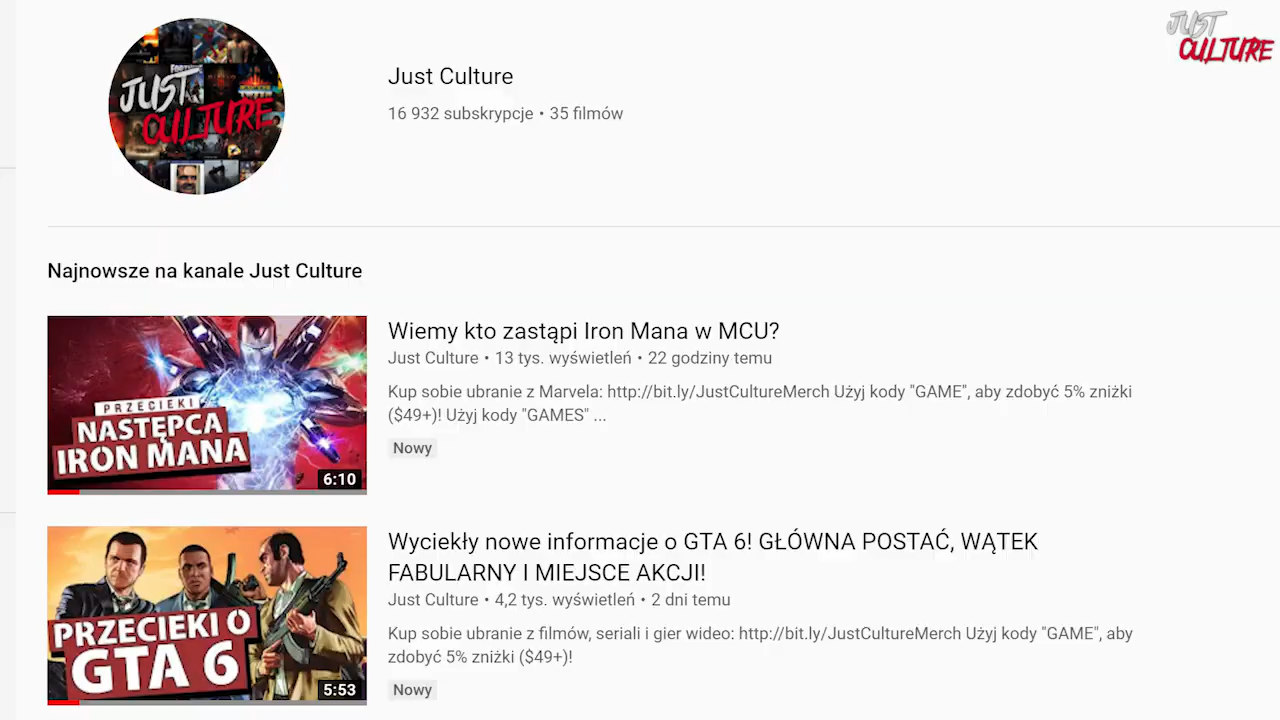 JUST
CULTURE
JUST
CULTURE
Just Culture
16 932 subskrypcje • 35 filmów
Najnowsze na kanale Just Culture
PRZECIEKI
NASTĘPCA
IRON MANA
6:10
Wiemy kto zastąpi Iron Mana w MCU?
Just Culture • 13 tys. wyświetleń • 22 godziny temu
Kup sobie ubranie z Marvela: http://bit.ly/JustCultureMerch Użyj kody "GAME", aby zdobyć 5% zniżki
($49+)! Użyj kody "GAMES" ...
Nowy
PRZECIEKI O
GTA 6
5:53
Wyciekły nowe informacje o GTA 6! GŁÓWNA POSTAĆ, WĄTEK
FABULARNY I MIEJSCE AKCJI!
Just Culture • 4,2 tys. wyświetleń • 2 dni temu
Kup sobie ubranie z filmów, seriali i gier wideo: http://bit.ly/JustCultureMerch Użyj kody "GAME", aby
zdobyć 5% zniżki ($49+)!
Nowy